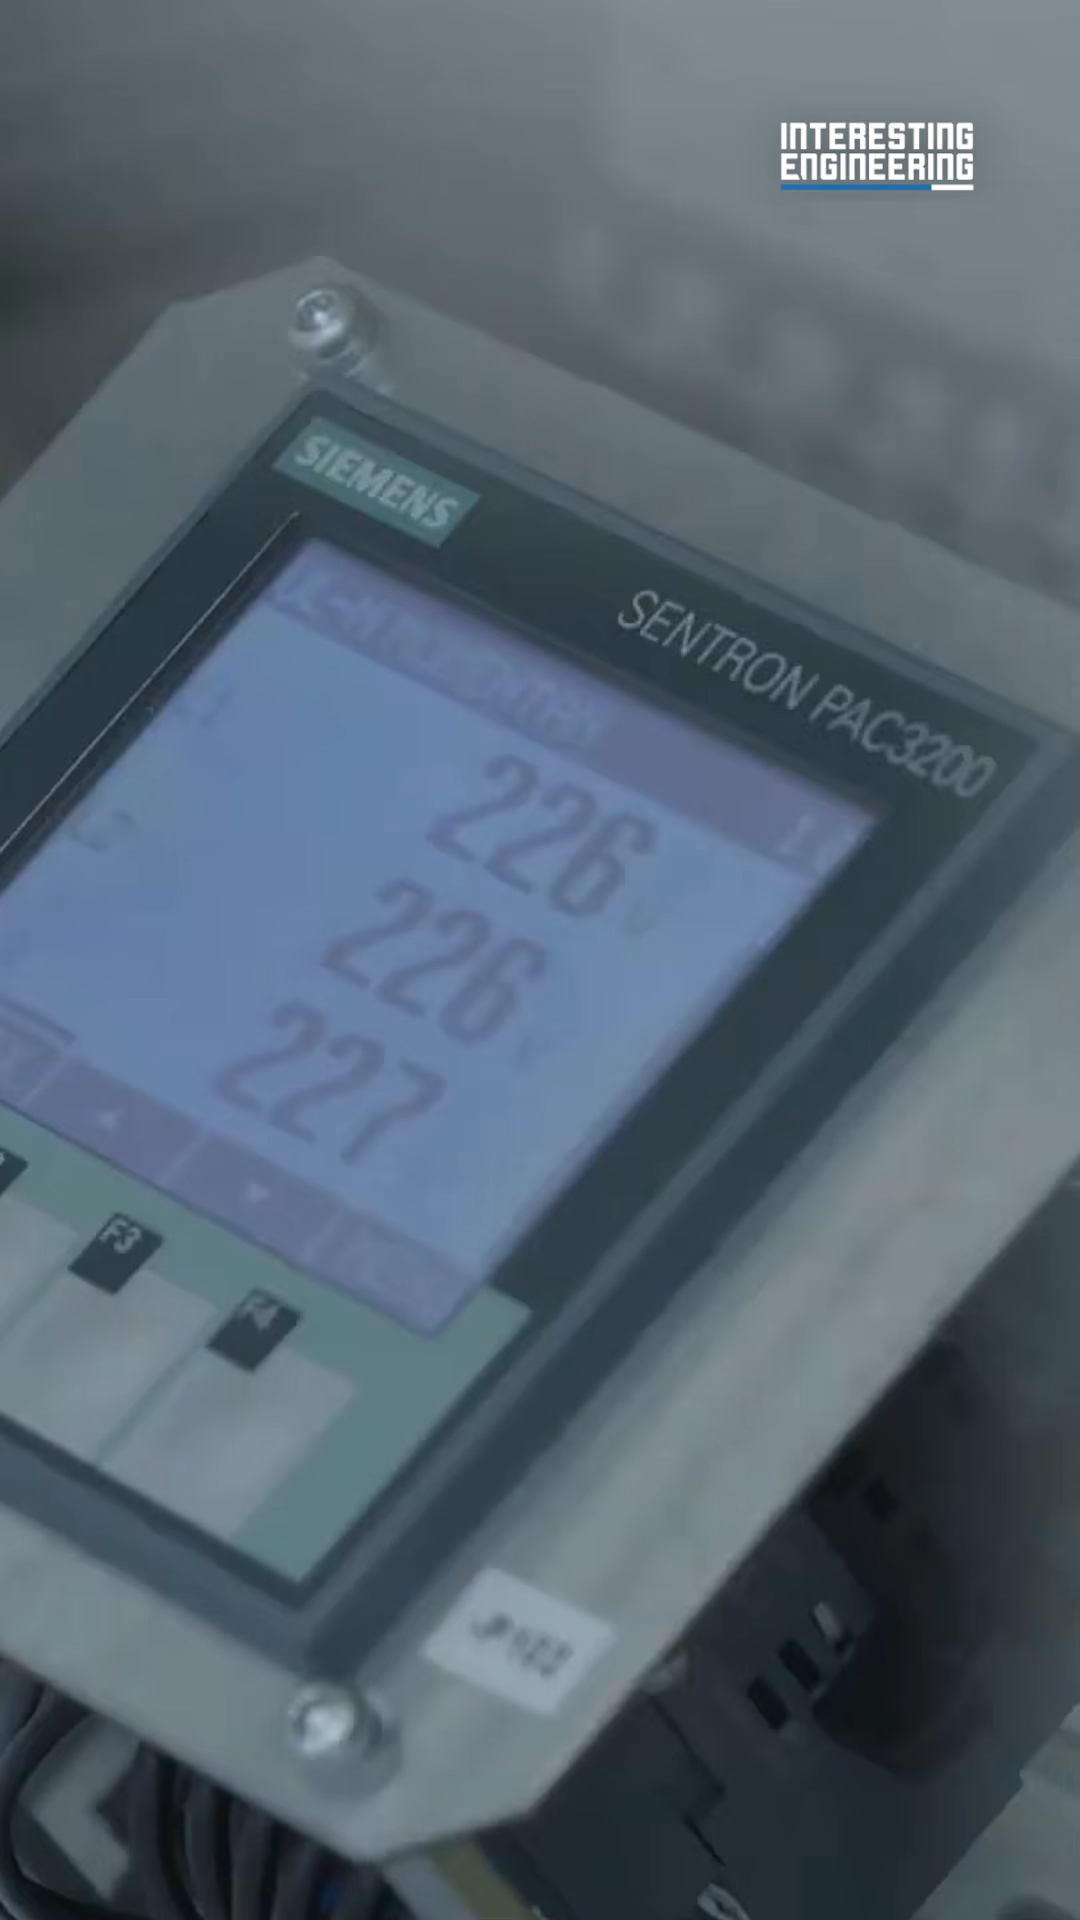 INTERESTING
ENGINEERING
SIEMENS
SENTRON PAC3200
226 V
226 V
227
F3
F4